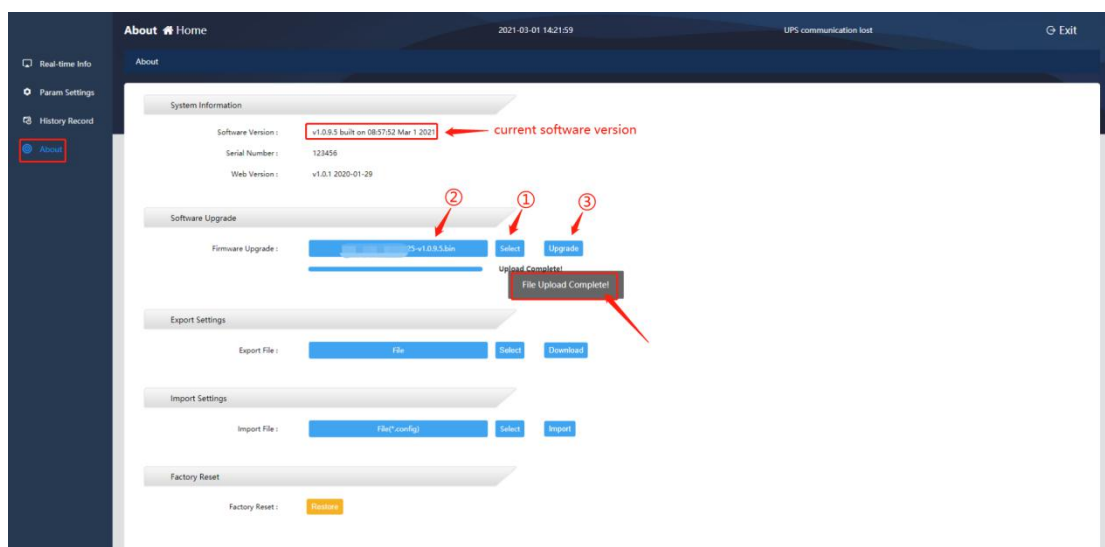 About Home 2021-03-01 14:21:59 UPS communication lost Exit
Real-time Info
Param Settings
History Record
About
About
System Information
Software Version : v1.0.9.5 built on 08:57:52 Mar 1 2021 current software version
Serial Number : 123456
Web Version : v1.0.1 2020-01-29
② ① ③
Software Upgrade
Firmware Upgrade : 25-v1.0.9.5.bin Select Upgrade
Upload Complete!
File Upload Complete!
Export Settings
Export File : File Select Download
Import Settings
Import File : File(*.config) Select Import
Factory Reset
Factory Reset : Restore